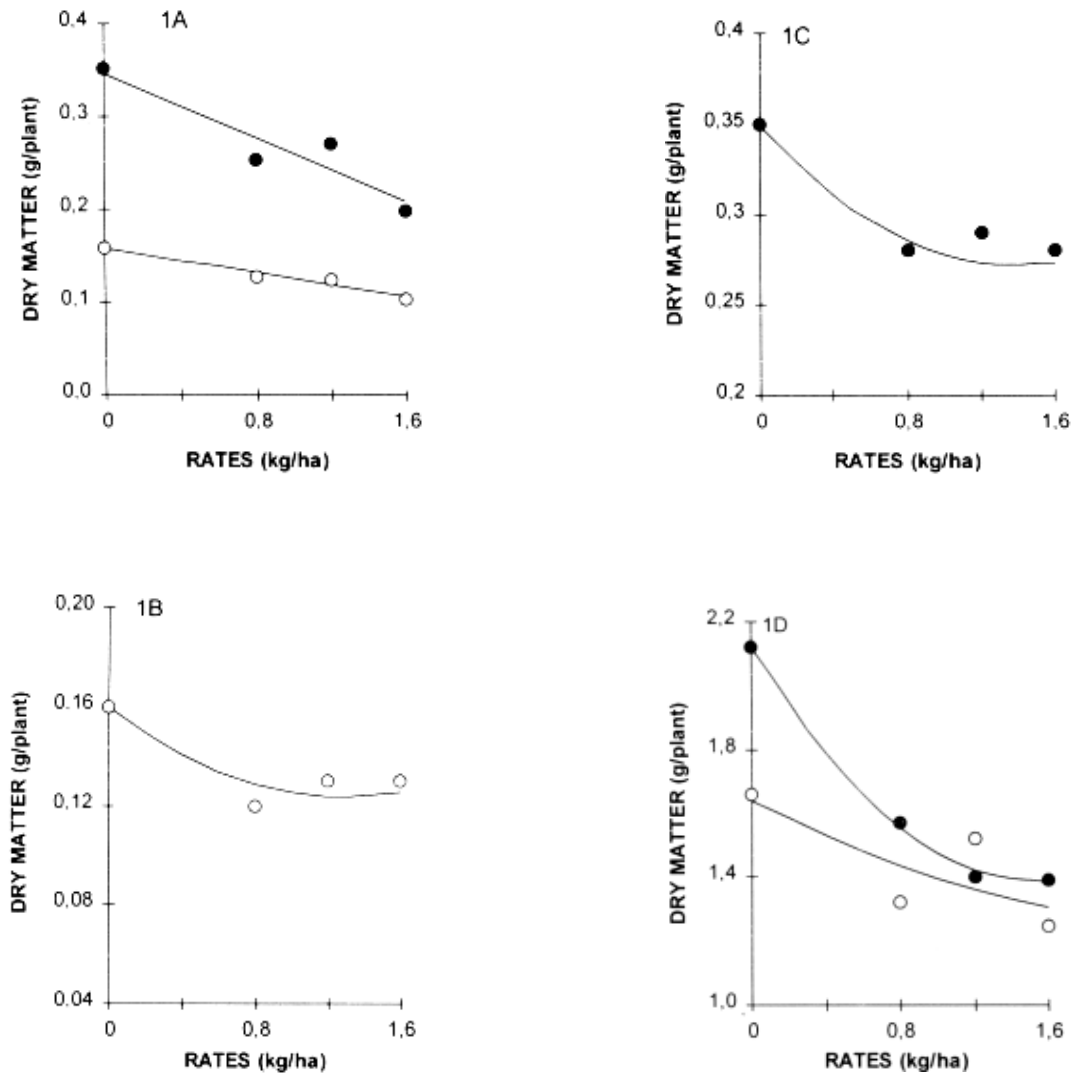 1A
DRY MATTER (g/plant)
0,4
0.3
0,2
0.1
0.0
0
0,8
1,6
RATES (kg/ha)
1C
DRY MATTER (g/plant)
0,4
0,35
0,3
0,25
0,2
0
0,8
1,6
RATES (kg/ha)
1B
DRY MATTER (g/plant)
0,20
0.16
0.12
0.08
0.04
0
0,8
1,6
RATES (kg/ha)
1D
DRY MATTER (g/plant)
2,2
1,8
1,4
1,0
0
0,8
1,6
RATES (kg/ha)